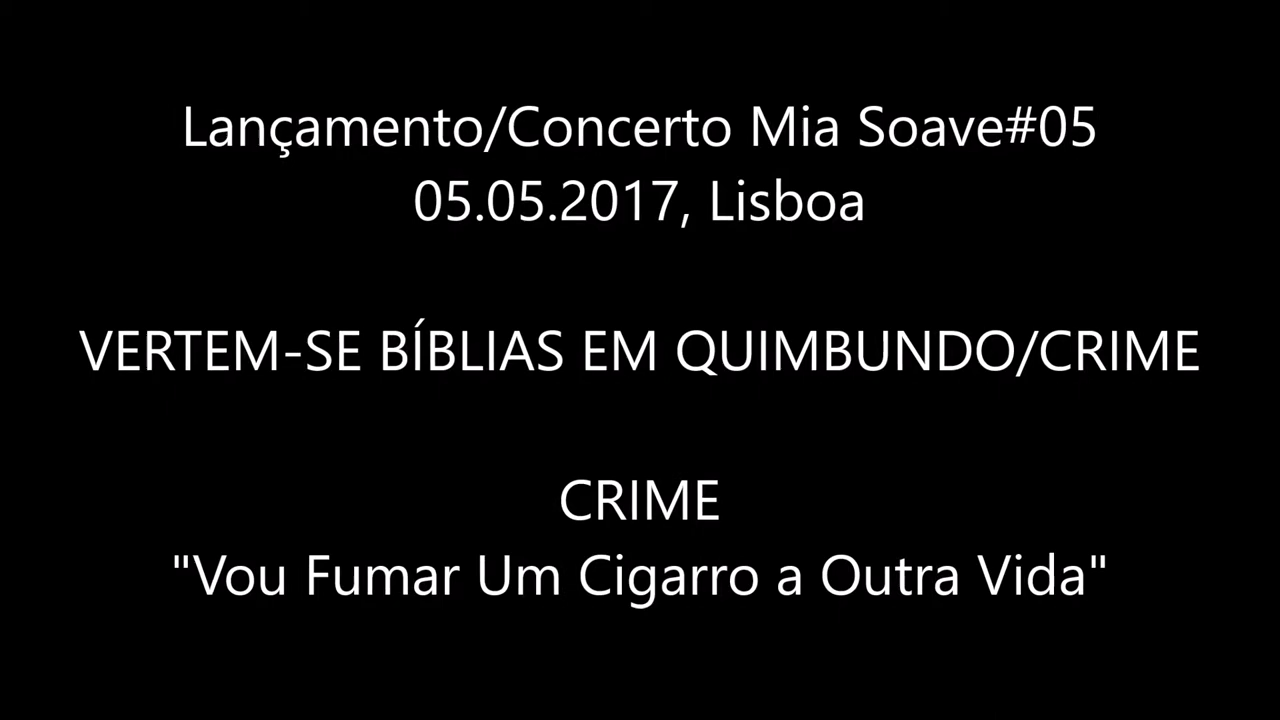 Lançamento/Concerto Mia Soave#05
05.05.2017, Lisboa
VERTEM-SE BÍBLIAS EM QUIMBUNDO/CRIME
CRIME
"Vou Fumar Um Cigarro a Outra Vida"